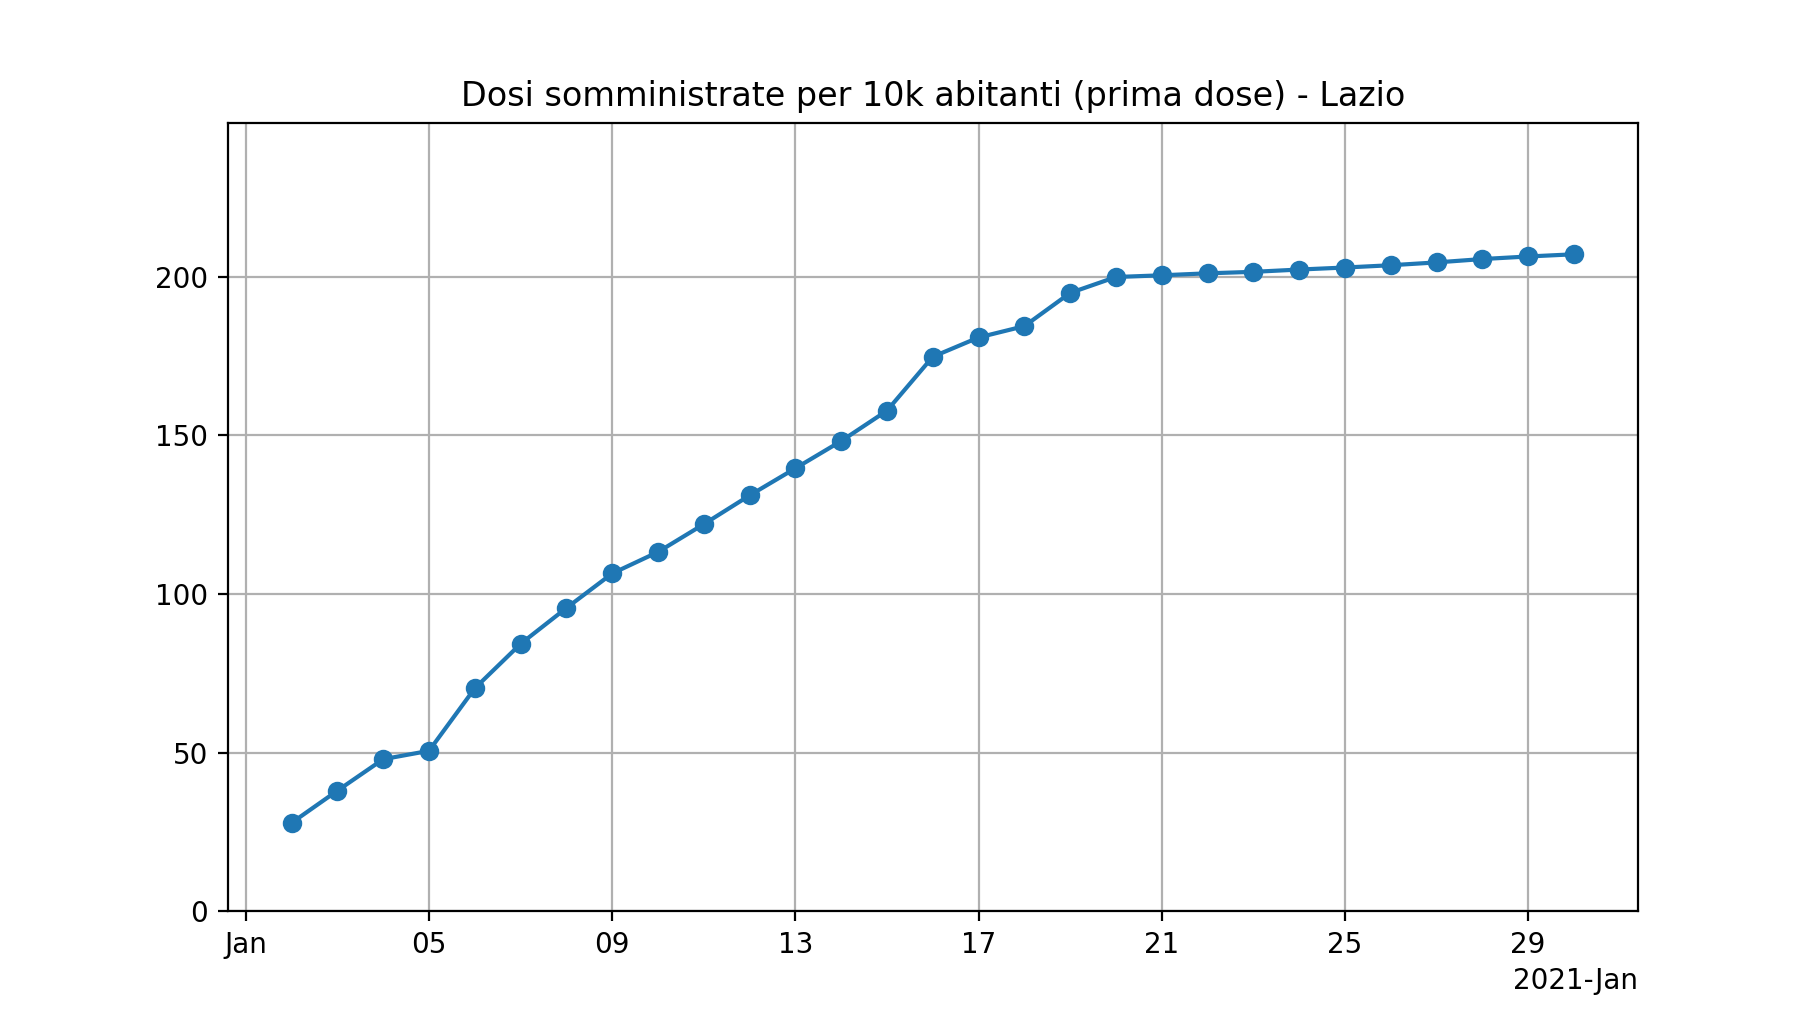 Dosi somministrate per 10k abitanti (prima dose) - Lazio
200
150
100
50
0
Jan 05 09 13 17 21 25 29
2021-Jan